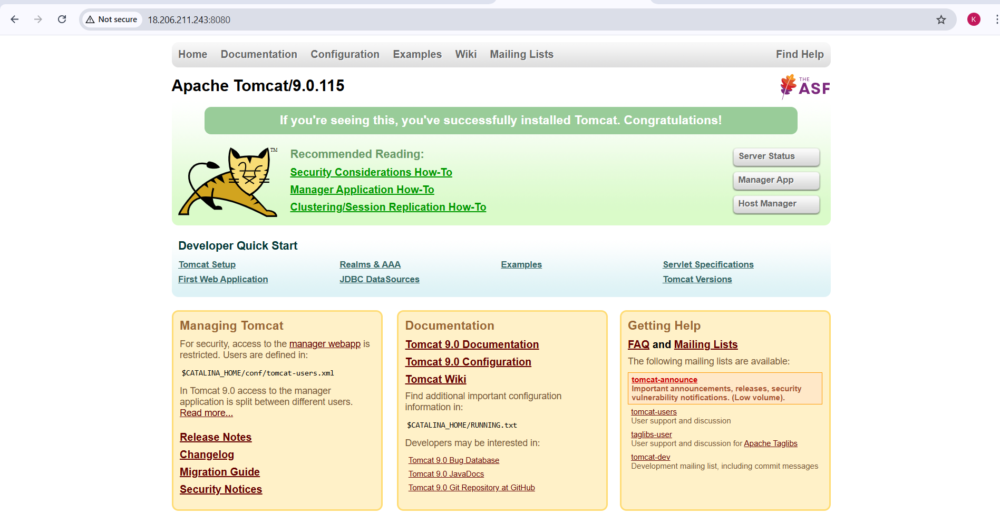 Not secure 18.206.211.243:8080
K
Home Documentation Configuration Examples Wiki Mailing Lists Find Help
Apache Tomcat/9.0.115
THE
ASF
If you're seeing this, you've successfully installed Tomcat. Congratulations!
TM
Recommended Reading:
Security Considerations How-To
Manager Application How-To
Clustering/Session Replication How-To
Server Status
Manager App
Host Manager
Developer Quick Start
Tomcat Setup
First Web Application
Realms & AAA
JDBC DataSources
Examples
Servlet Specifications
Tomcat Versions
Managing Tomcat
For security, access to the manager webapp is
restricted. Users are defined in:
$CATALINA_HOME/conf/tomcat-users.xml
In Tomcat 9.0 access to the manager
application is split between different users.
Read more...
Release Notes
Changelog
Migration Guide
Security Notices
Documentation
Tomcat 9.0 Documentation
Tomcat 9.0 Configuration
Tomcat Wiki
Find additional important configuration
information in:
$CATALINA_HOME/RUNNING.txt
Developers may be interested in:
Tomcat 9.0 Bug Database
Tomcat 9.0 JavaDocs
Tomcat 9.0 Git Repository at GitHub
Getting Help
FAQ and Mailing Lists
The following mailing lists are available:
tomcat-announce
Important announcements, releases, security
vulnerability notifications. (Low volume).
tomcat-users
User support and discussion
taglibs-user
User support and discussion for Apache Taglibs
tomcat-dev
Development mailing list, including commit messages